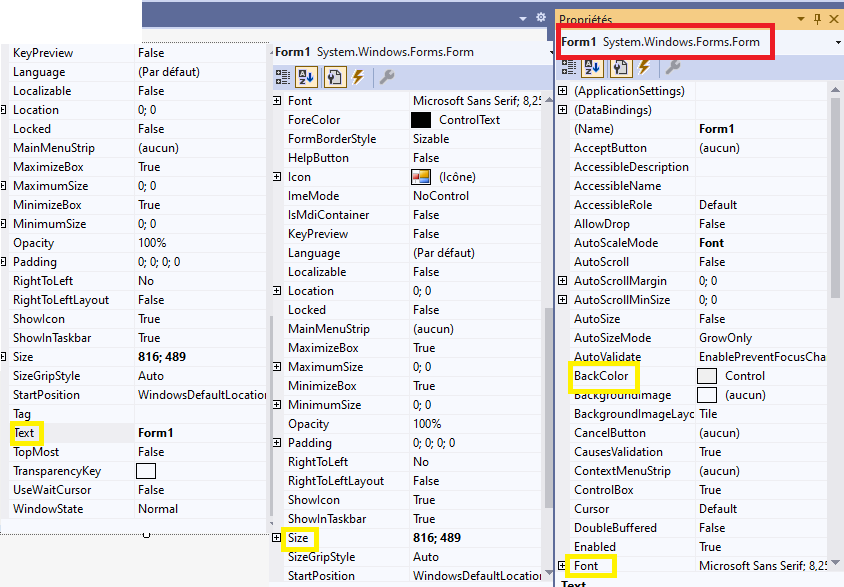 KeyPreview False
Language (Par défaut)
Localizable False
Location 0; 0
Locked False
MainMenuStrip (aucun)
MaximizeBox True
MaximumSize 0; 0
MinimizeBox True
MinimumSize 0; 0
Opacity 100%
Padding 0; 0; 0; 0
RightToLeft No
RightToLeftLayout False
ShowIcon True
ShowInTaskbar True
Size 816; 489
SizeGripStyle Auto
StartPosition WindowsDefaultLocation
Tag
Text Form1
TopMost False
TransparencyKey
UseWaitCursor False
WindowState Normal
Form1 System.Windows.Forms.Form
Font Microsoft Sans Serif; 8,25
ForeColor ControlText
FormBorderStyle Sizable
HelpButton False
Icon (Icône)
ImeMode NoControl
IsMdiContainer False
KeyPreview False
Language (Par défaut)
Localizable False
Location 0; 0
Locked False
MainMenuStrip (aucun)
MaximizeBox True
MaximumSize 0; 0
MinimizeBox True
MinimumSize 0; 0
Opacity 100%
Padding 0; 0; 0; 0
RightToLeft No
RightToLeftLayout False
ShowIcon True
ShowInTaskbar True
Size 816; 489
SizeGripStyle Auto
StartPosition WindowsDefaultLocation
Propriétés
Form1 System.Windows.Forms.Form
(ApplicationSettings)
(DataBindings)
(Name) Form1
AcceptButton (aucun)
AccessibleDescription
AccessibleName
AccessibleRole Default
AllowDrop False
AutoScaleMode Font
AutoScroll False
AutoScrollMargin 0; 0
AutoScrollMinSize 0; 0
AutoSize False
AutoSizeMode GrowOnly
AutoValidate EnablePreventFocusCha
BackColor Control
BackgroundImage (aucun)
BackgroundImageLayo Tile
CancelButton (aucun)
CausesValidation True
ContextMenuStrip (aucun)
ControlBox True
Cursor Default
DoubleBuffered False
Enabled True
Font Microsoft Sans Serif; 8,25
Text